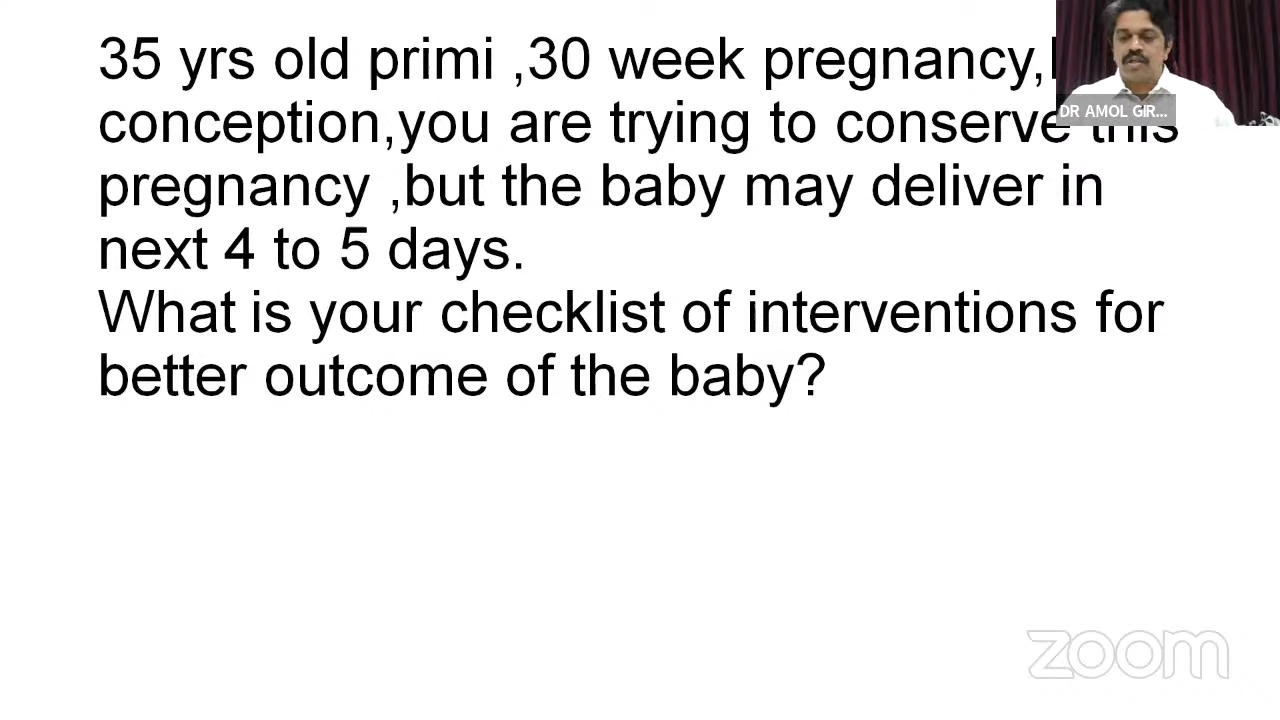 35 yrs old primi ,30 week pregnancy,
conception,you are trying to conserve this
pregnancy ,but the baby may deliver in
next 4 to 5 days.
What is your checklist of interventions for
better outcome of the baby?
DR AMOL GIR...
zoom